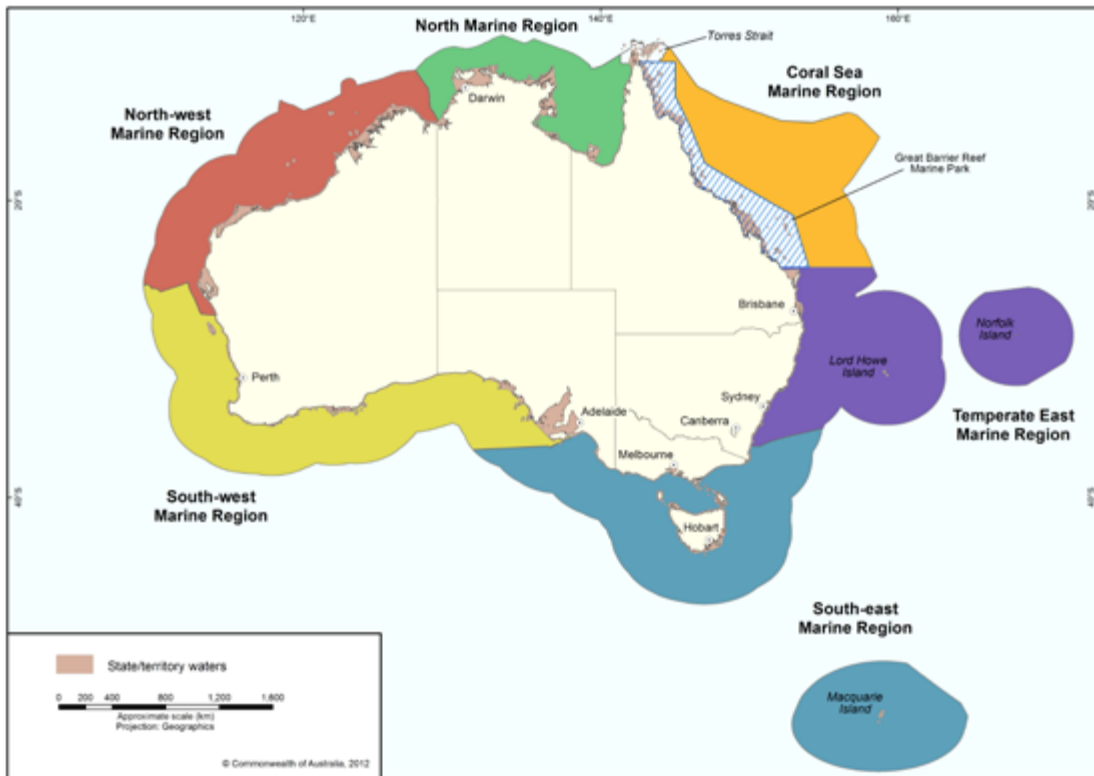 120°E
140°E
160°E
North Marine Region
Torres Strait
Coral Sea
Marine Region
North-west
Marine Region
Darwin
Great Barrier Reef
Marine Park
20°S
20°S
Brisbane
Norfolk
Island
Lord Howe
Island
Perth
Sydney
Adelaide
Canberra
Temperate East
Marine Region
Melbourne
South-west
Marine Region
40°S
40°S
Hobart
South-east
Marine Region
Macquarie
Island
State/territory waters
0 200 400 800 1,200 1,600
Approximate scale (km)
Projection: Geographics
© Commonwealth of Australia, 2012